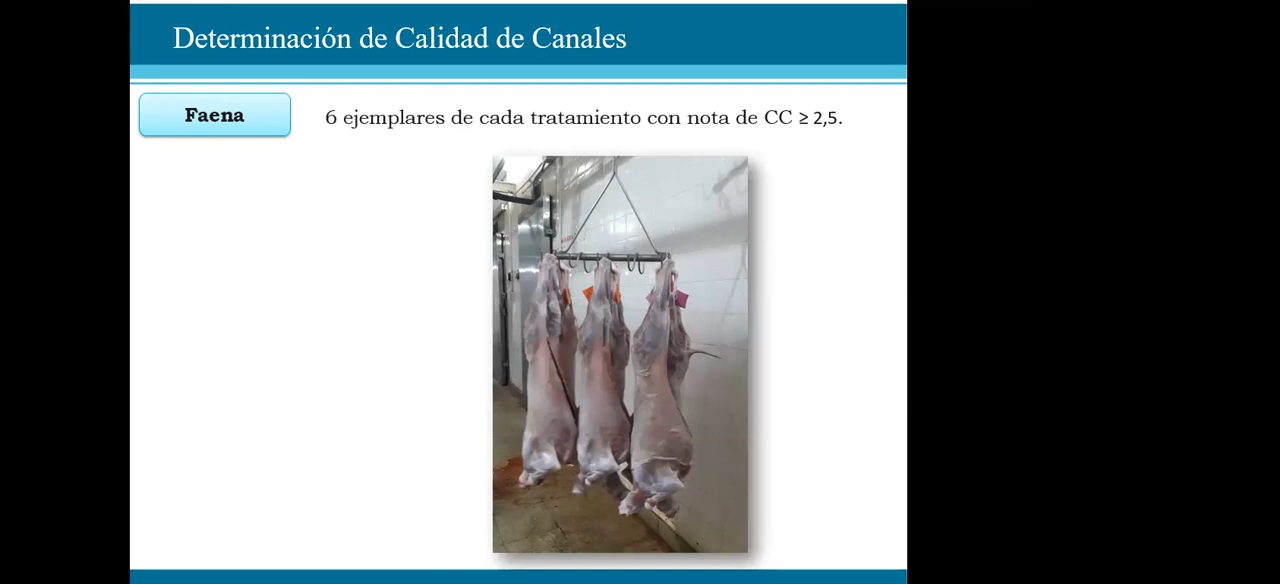 Determinación de Calidad de Canales
Faena
6 ejemplares de cada tratamiento con nota de CC ≥ 2,5.